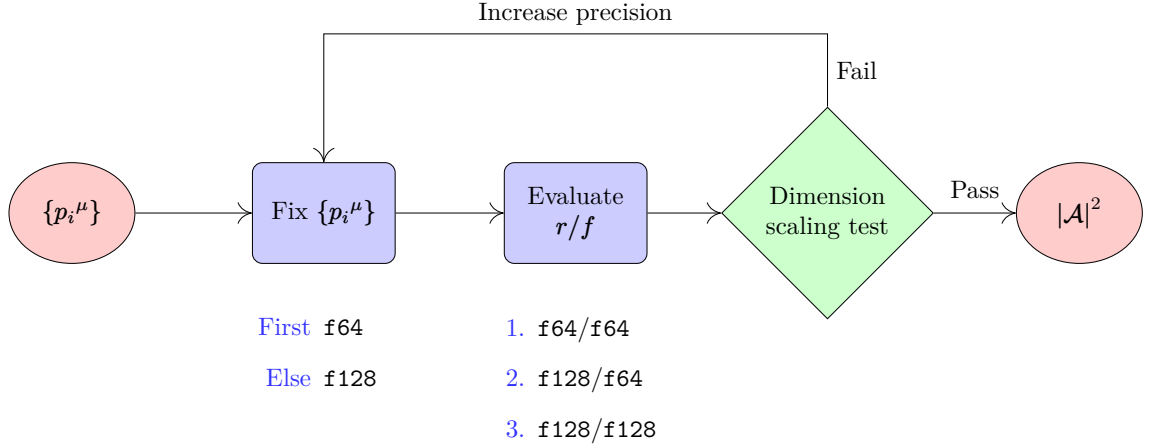 Increase precision
Fail
{pᵢ^μ}
Fix {pᵢ^μ}
Evaluate
r/f
Dimension
scaling test
Pass
|𝒜|²
First f64
Else f128
1. f64/f64
2. f128/f64
3. f128/f128